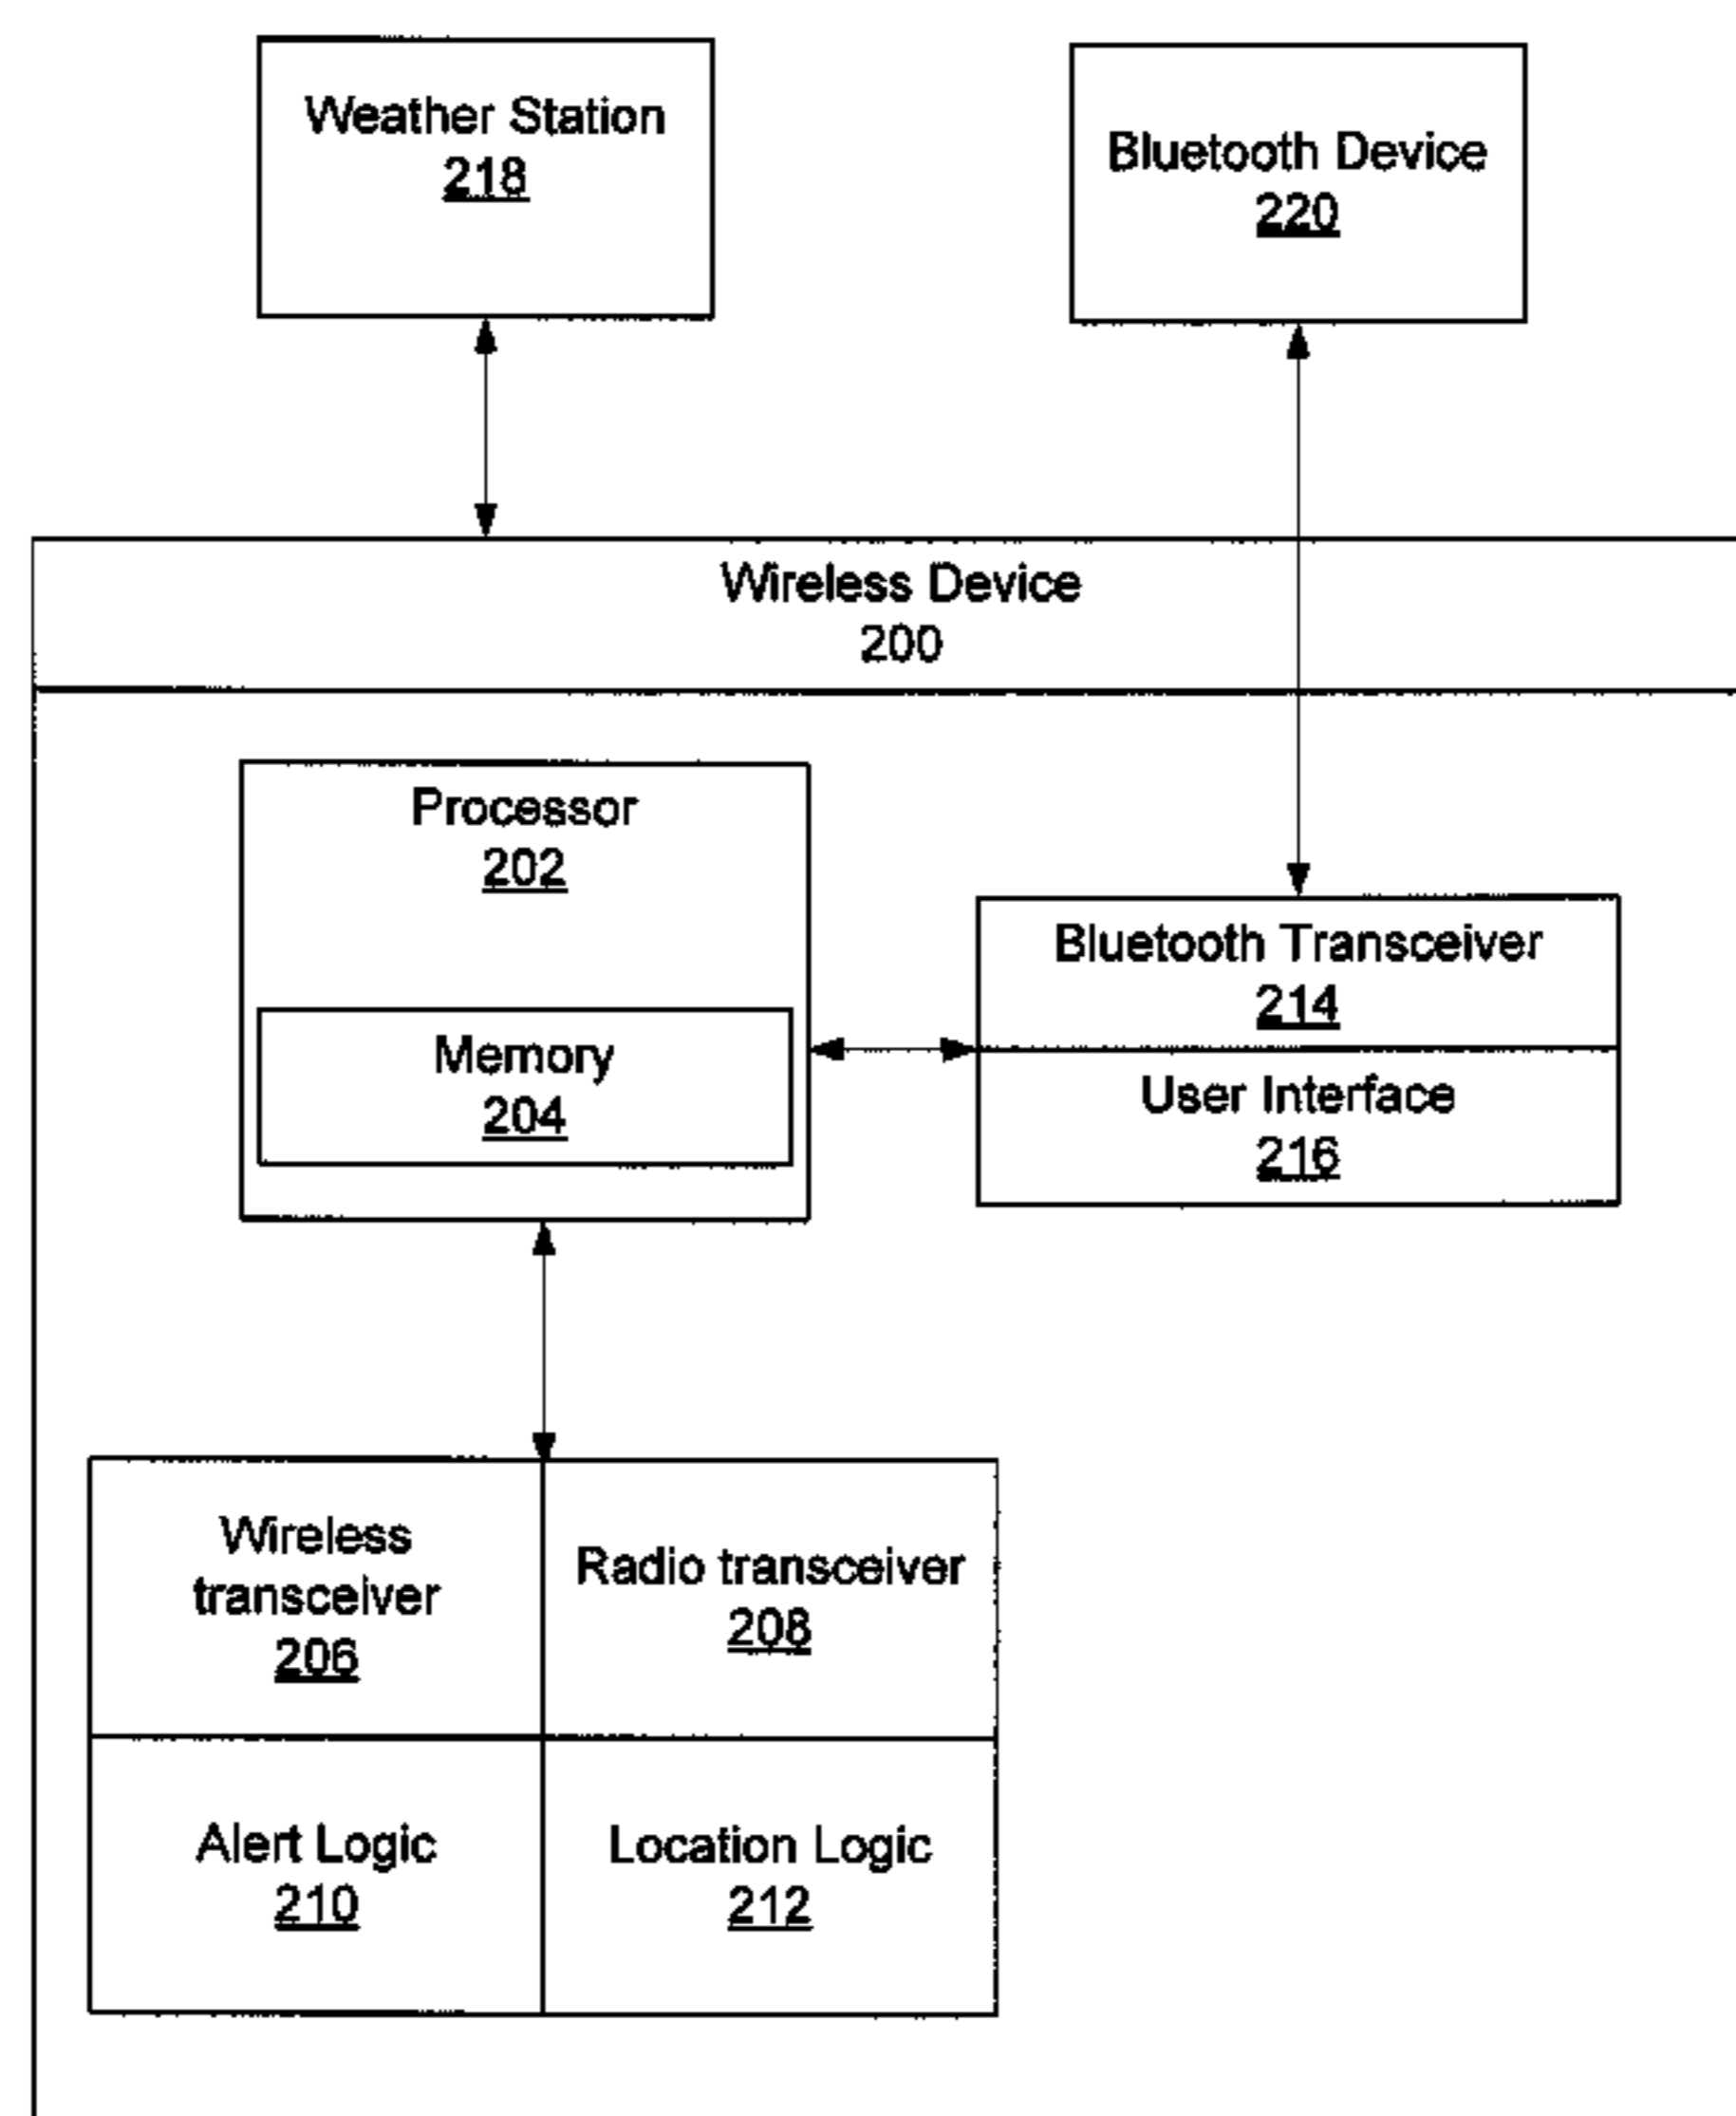 Weather Station
218
Bluetooth Device
220
Wireless Device
200
Processor
202
Memory
204
Bluetooth Transceiver
214
User Interface
216
Wireless
transceiver
206
Radio transceiver
208
Alert Logic
210
Location Logic
212